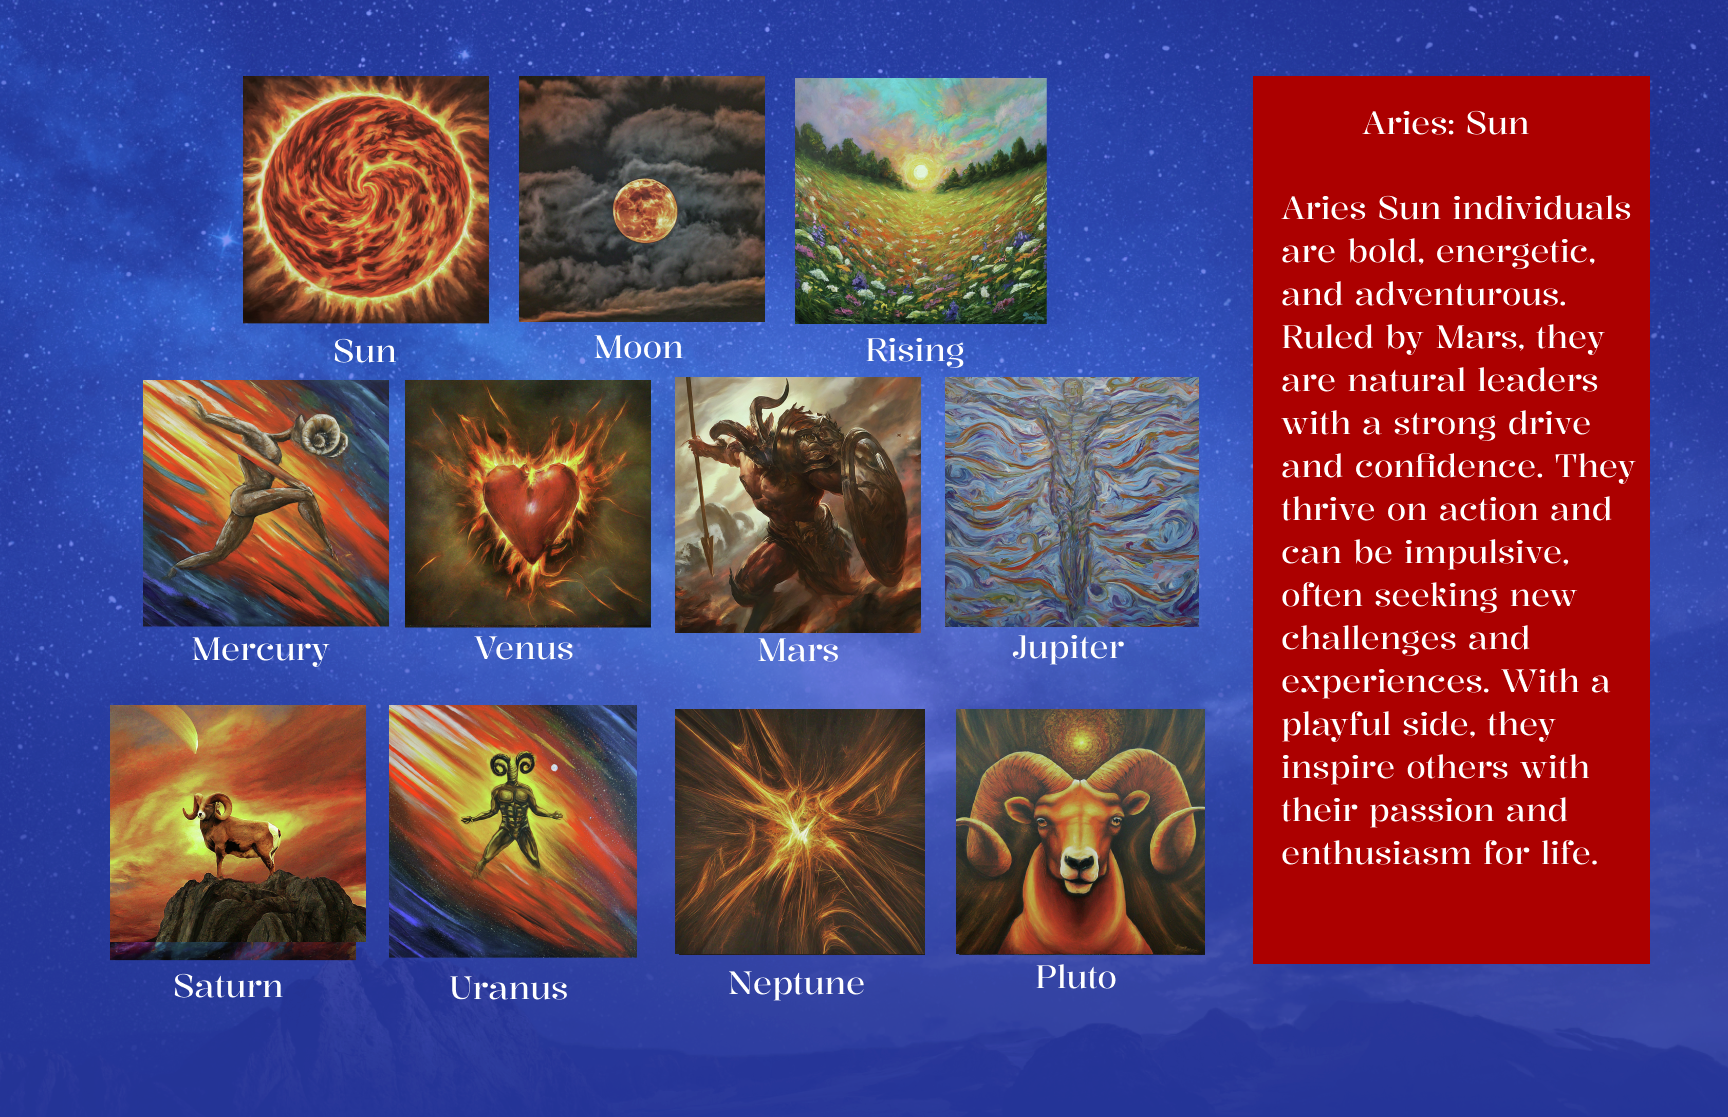 Sun
Moon
Rising
Mercury
Venus
Mars
Jupiter
Saturn
Uranus
Neptune
Pluto
Aries: Sun
Aries Sun individuals
are bold, energetic,
and adventurous.
Ruled by Mars, they
are natural leaders
with a strong drive
and confidence. They
thrive on action and
can be impulsive,
often seeking new
challenges and
experiences. With a
playful side, they
inspire others with
their passion and
enthusiasm for life.